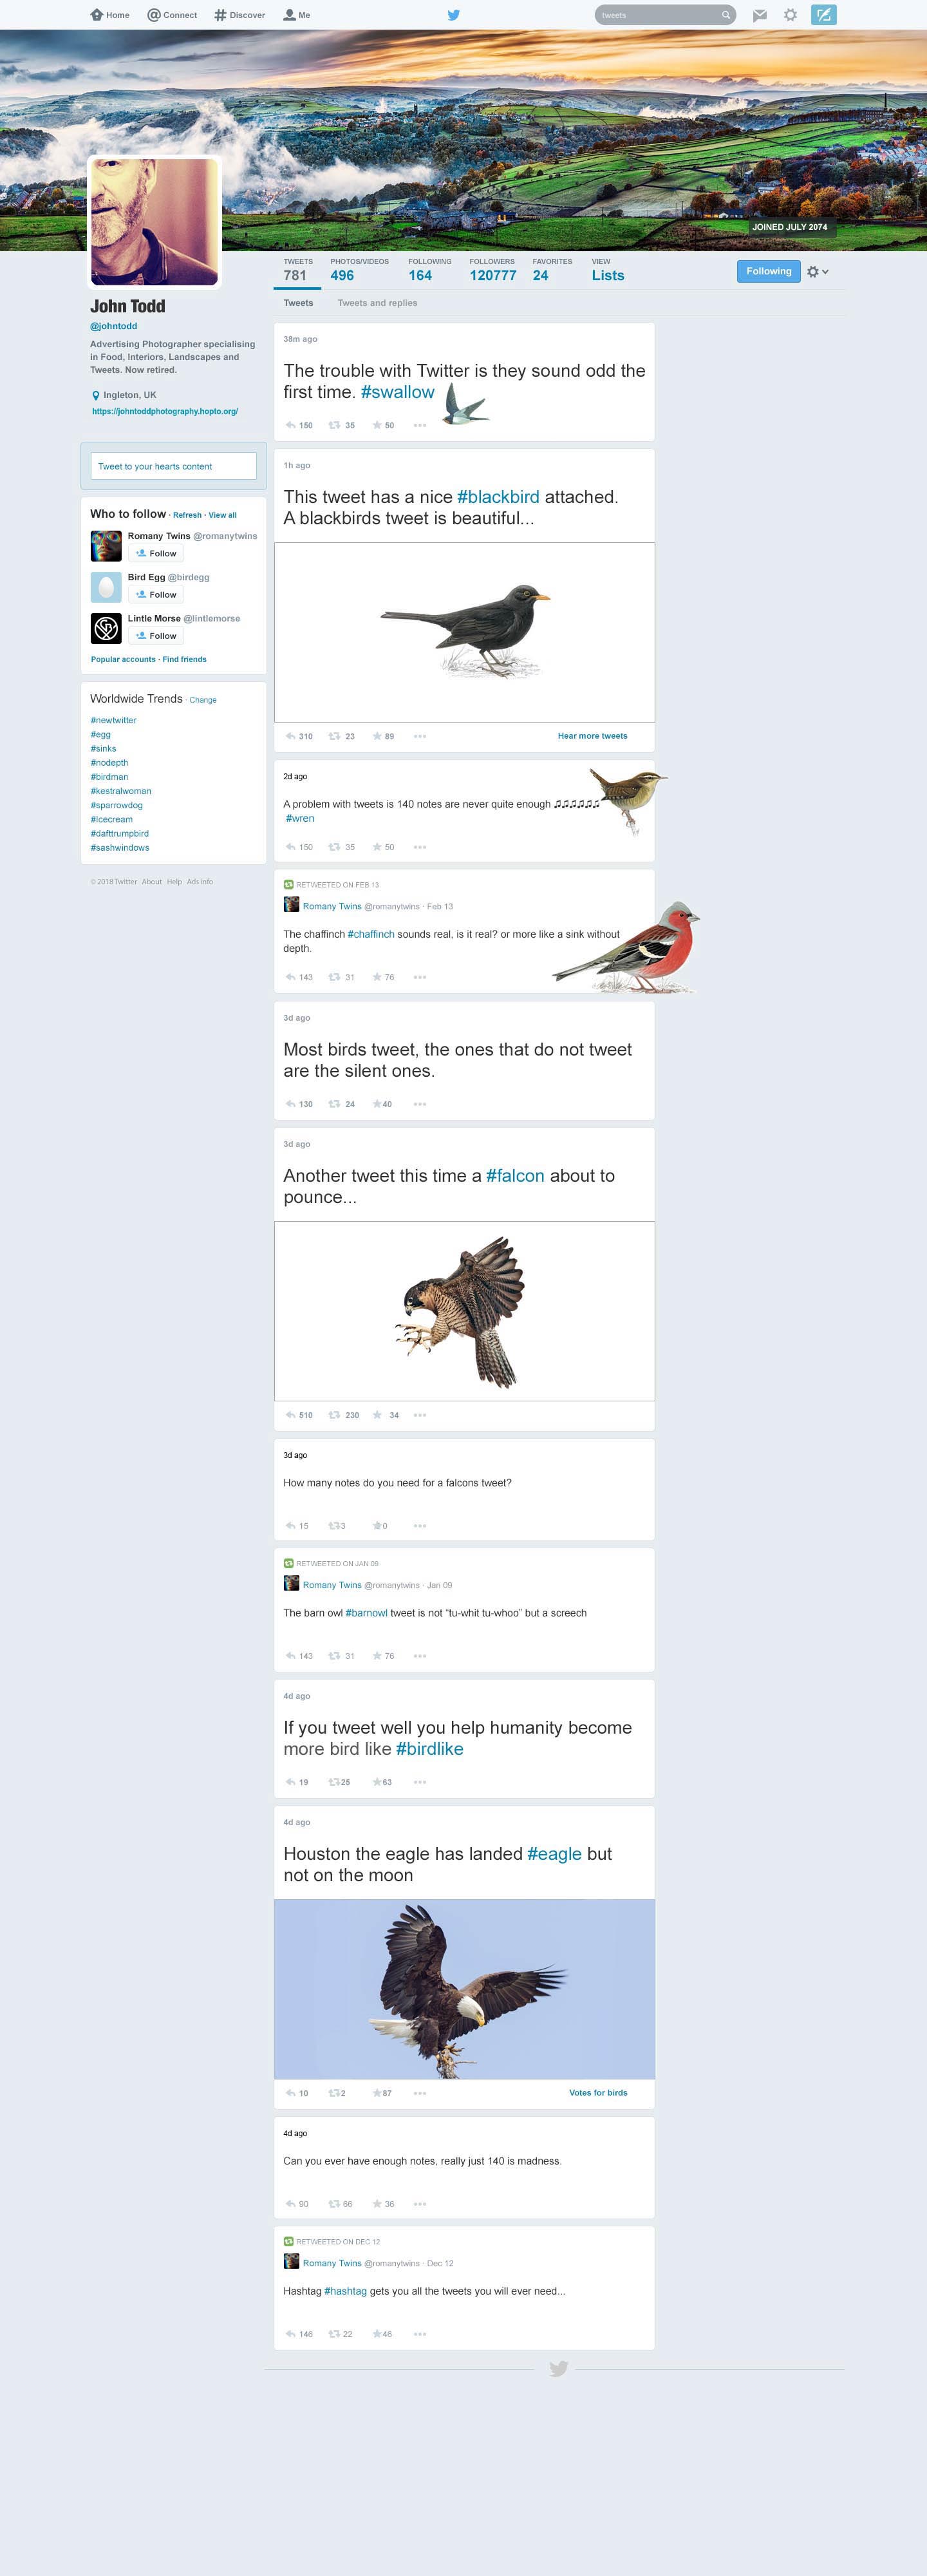 Home Connect Discover Me
tweets
JOINED JULY 2074
TWEETS PHOTOS/VIDEOS FOLLOWING FOLLOWERS FAVORITES VIEW
781 496 164 120777 24 Lists
Following
Tweets Tweets and replies
John Todd
@johntodd
Advertising Photographer specialising
in Food, Interiors, Landscapes and
Tweets. Now retired.
Ingleton, UK
https://johntoddphotography.hopto.org/
Tweet to your hearts content
Who to follow · Refresh · View all
Romany Twins @romanytwins
Follow
Bird Egg @birdegg
Follow
Lintle Morse @lintlemorse
Follow
Popular accounts · Find friends
Worldwide Trends · Change
#newtwitter
#egg
#sinks
#nodepth
#birdman
#kestralwoman
#sparrowdog
#Icecream
#dafttrumpbird
#sashwindows
© 2018 Twitter About Help Ads info
38m ago
The trouble with Twitter is they sound odd the
first time. #swallow
150 35 50
1h ago
This tweet has a nice #blackbird attached.
A blackbirds tweet is beautiful...
310 23 89
Hear more tweets
2d ago
A problem with tweets is 140 notes are never quite enough ♫♫♫♫♫♫
#wren
150 35 50
RETWEETED ON FEB 13
Romany Twins @romanytwins · Feb 13
The chaffinch #chaffinch sounds real, is it real? or more like a sink without
depth.
143 31 76
3d ago
Most birds tweet, the ones that do not tweet
are the silent ones.
130 24 40
3d ago
Another tweet this time a #falcon about to
pounce...
510 230 34
3d ago
How many notes do you need for a falcons tweet?
15 3 0
RETWEETED ON JAN 09
Romany Twins @romanytwins · Jan 09
The barn owl #barnowl tweet is not “tu-whit tu-whoo” but a screech
143 31 76
4d ago
If you tweet well you help humanity become
more bird like #birdlike
19 25 63
4d ago
Houston the eagle has landed #eagle but
not on the moon
10 2 87
Votes for birds
4d ago
Can you ever have enough notes, really just 140 is madness.
90 66 36
RETWEETED ON DEC 12
Romany Twins @romanytwins · Dec 12
Hashtag #hashtag gets you all the tweets you will ever need...
146 22 46